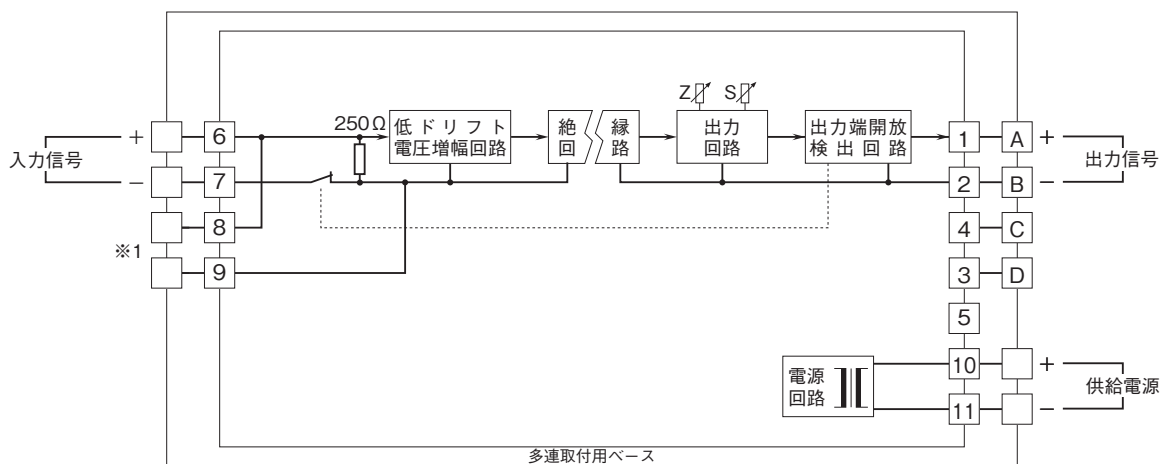 Z S
250Ω
低ドリフト
電圧増幅回路
絶 縁
回 路
出力
回路
出力端開放
検出回路
入力信号
+
−
6
7
8
9
※1
1
2
4
3
5
10
11
A
B
C
D
+
−
出力信号
電源
回路
+
−
供給電源
多連取付用ベース